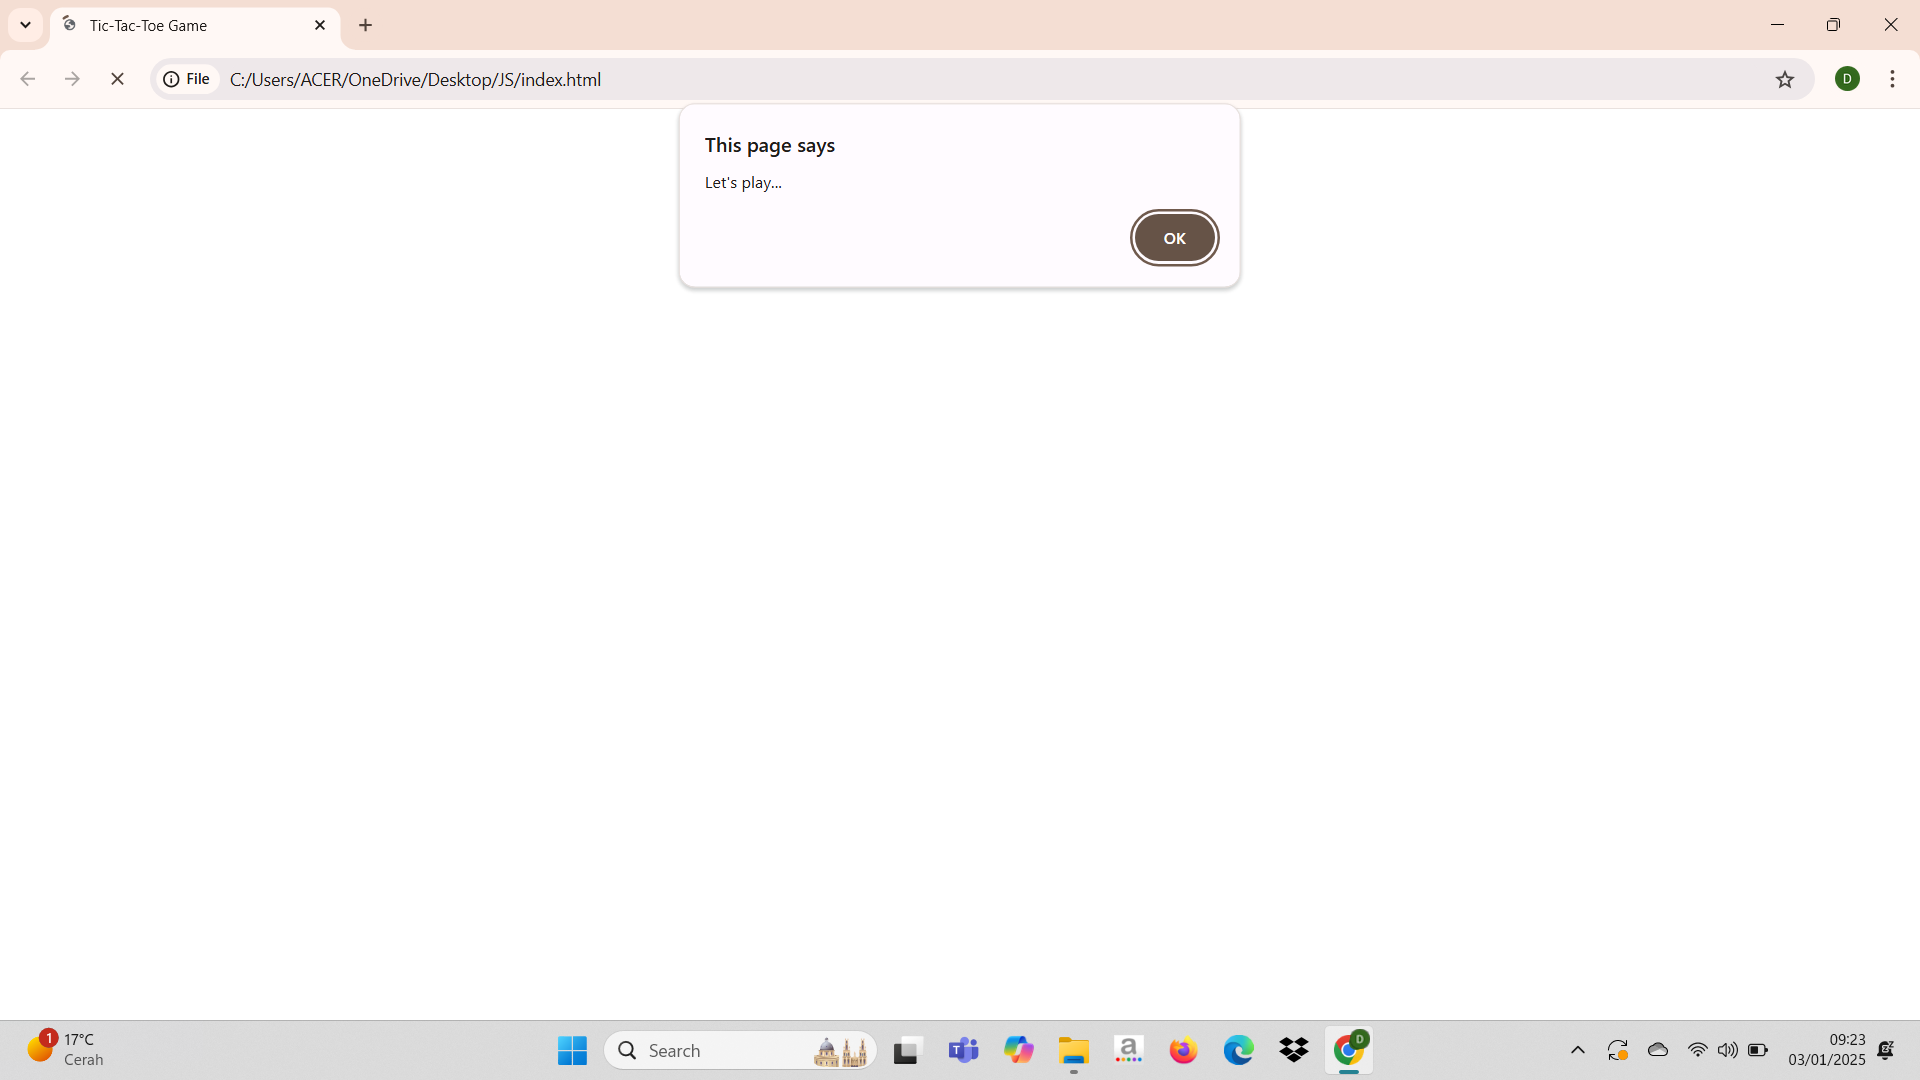 Tic-Tac-Toe Game
File
C:/Users/ACER/OneDrive/Desktop/JS/index.html
D
This page says
Let's play...
OK
1
17°C
Cerah
Search
T
a
D
09:23
03/01/2025